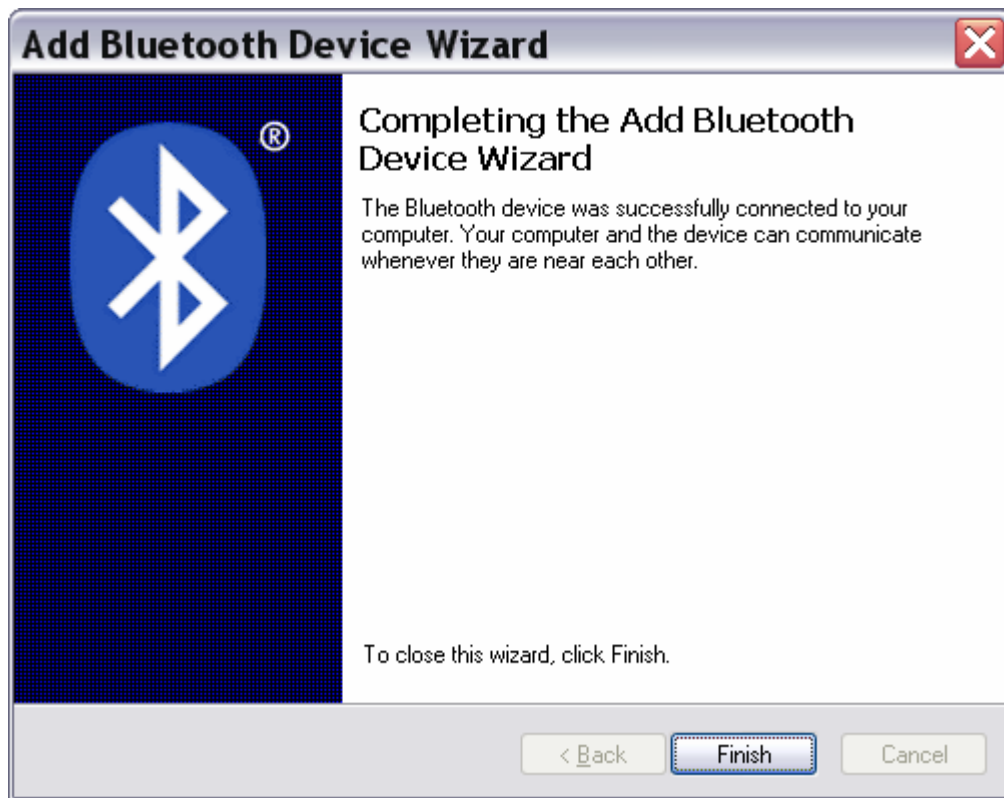 Add Bluetooth Device Wizard
®
Completing the Add Bluetooth
Device Wizard
The Bluetooth device was successfully connected to your
computer. Your computer and the device can communicate
whenever they are near each other.
To close this wizard, click Finish.
< Back
Finish
Cancel